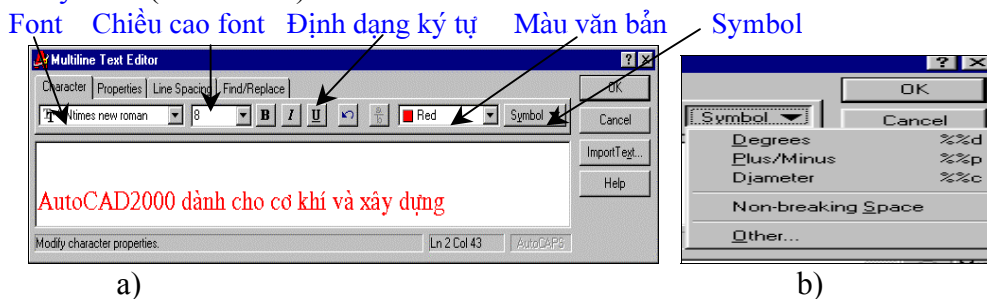 Font Chiều cao font Định dạng ký tự Màu văn bản Symbol
Multiline Text Editor
Character Properties Line Spacing Find/Replace
OK
times new roman 8 B I U Red Symbol
Cancel
ImportText...
Help
AutoCAD2000 dành cho cơ khí và xây dựng
Modify character properties. Ln 2 Col 43 AutoCAPS
a)
OK
Symbol Cancel
Degrees %%d
Plus/Minus %%p
Diameter %%c
Non-breaking Space
Other...
b)